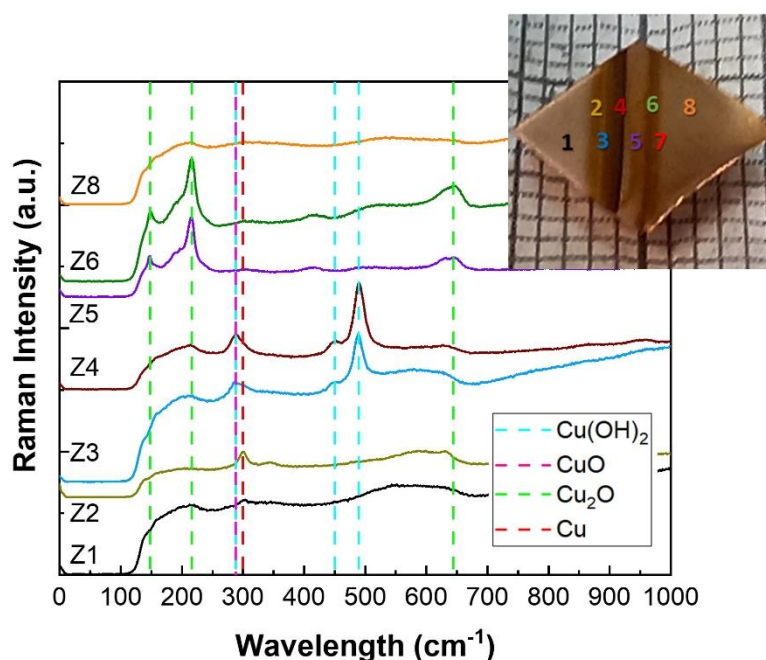 2 4 6 8
1 3 5 7
Raman Intensity (a.u.)
Z8
Z6
Z5
Z4
Z3
Z2
Z1
Cu(OH)₂
CuO
Cu₂O
Cu
0 100 200 300 400 500 600 700 800 900 1000
Wavelength (cm⁻¹)